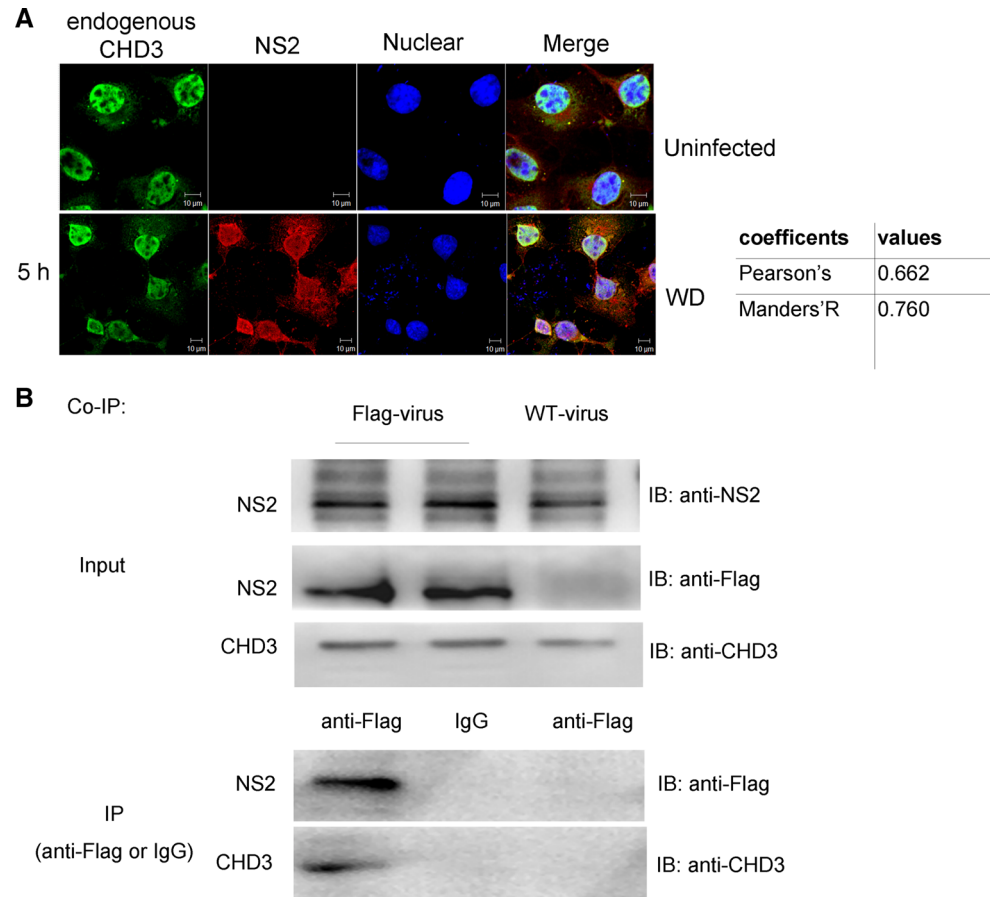 A
endogenous CHD3 NS2 Nuclear Merge
10 µm 10 µm 10 µm 10 µm
Uninfected
5 h
10 µm 10 µm 10 µm 10 µm
WD
coefficents values
Pearson's 0.662
Manders'R 0.760
B
Co-IP:
Flag-virus WT-virus
NS2 IB: anti-NS2
Input
NS2 IB: anti-Flag
CHD3 IB: anti-CHD3
anti-Flag IgG anti-Flag
NS2 IB: anti-Flag
IP
(anti-Flag or IgG)
CHD3 IB: anti-CHD3